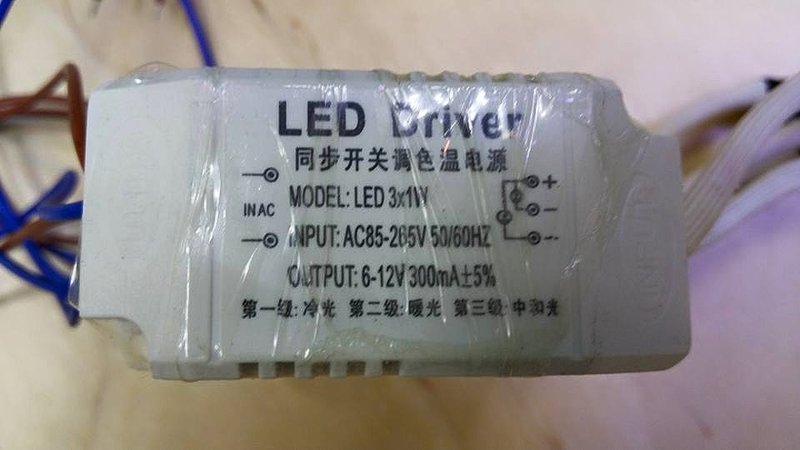 LED Driver
同步开关调色温电源
MODEL: LED 3x1W
IN AC
INPUT: AC85-265V 50/60HZ
OUTPUT: 6-12V 300mA±5%
第一级: 冷光 第二级: 暖光 第三级: 中和光
+
-
-